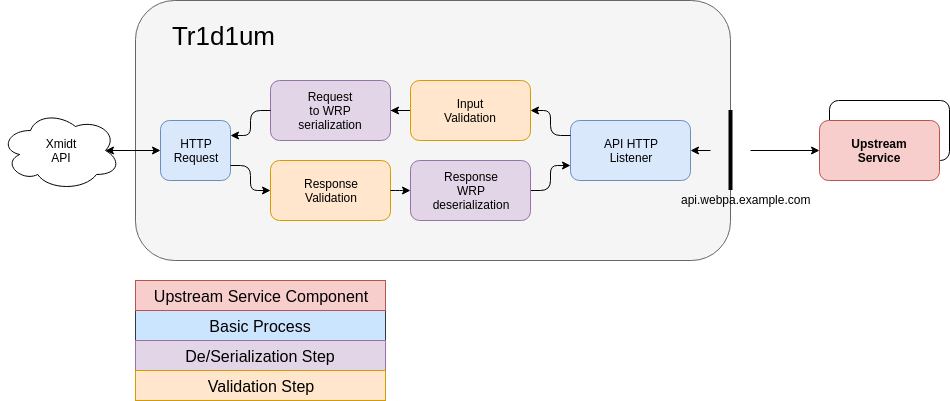 Tr1d1um
Xmidt
API
HTTP
Request
Request
to WRP
serialization
Input
Validation
Response
Validation
Response
WRP
deserialization
API HTTP
Listener
Upstream
Service
api.webpa.example.com
Upstream Service Component
Basic Process
De/Serialization Step
Validation Step